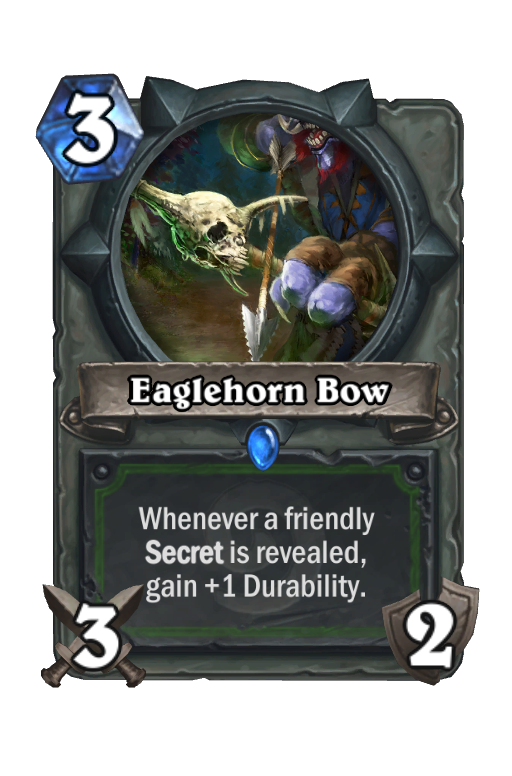 3
Eaglehorn Bow
Whenever a friendly
Secret is revealed,
gain +1 Durability.
3
2